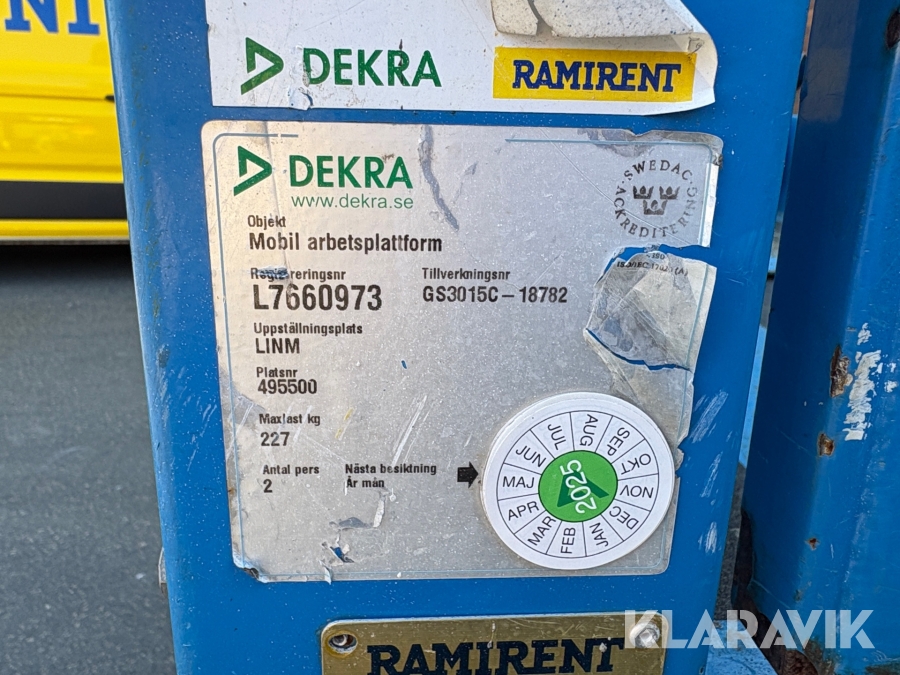 NI
DEKRA RAMIRENT
DEKRA
www.dekra.se
SWEDAC ACKREDITERING
Objekt
Mobil arbetsplattform
Registreringsnr Tillverkningsnr
L7660973 GS3015C-18782
Uppställningsplats
LINM
Platsnr
495500
Maxlast kg
227
Antal pers Nästa besiktning
2 År mån
JAN FEB MAR APR MAJ JUN JUL AUG SEP OKT NOV DEC
2025
RAMIRENT
KLARAVIK